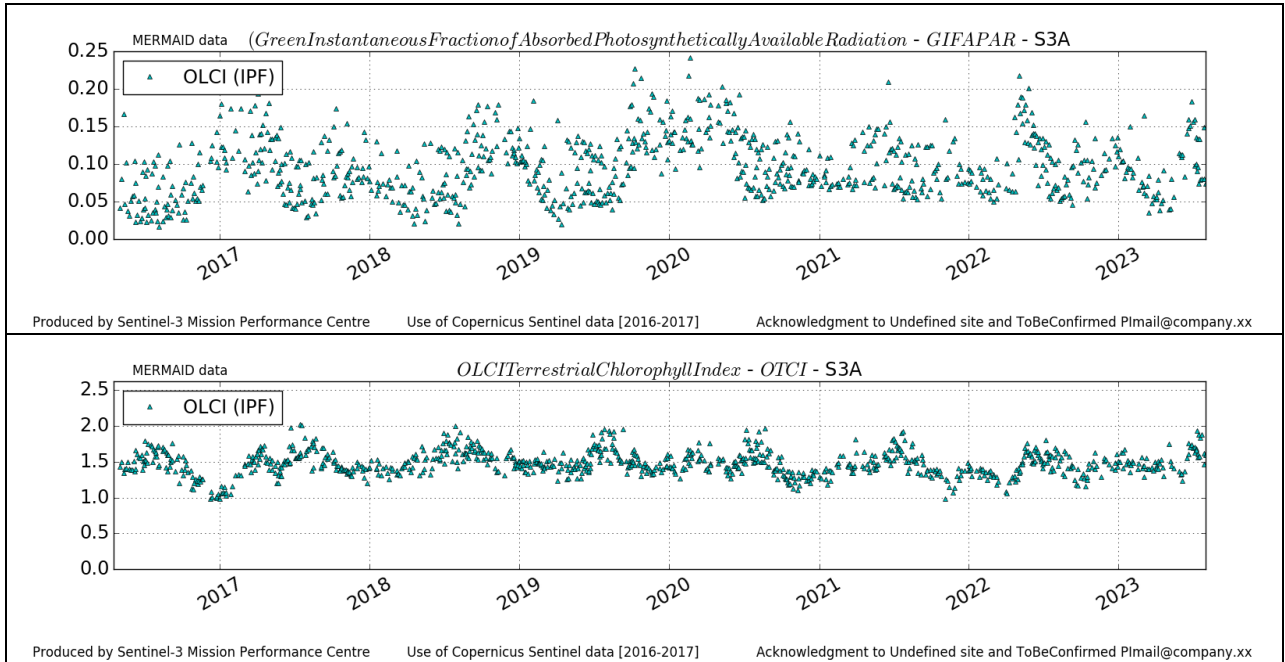 MERMAID data (GreenInstantaneousFractionofAbsorbedPhotosyntheticallyAvailableRadiation - GIFAPAR - S3A
0.25
OLCI (IPF)
0.20
0.15
0.10
0.05
0.00
2017 2018 2019 2020 2021 2022 2023
Produced by Sentinel-3 Mission Performance Centre Use of Copernicus Sentinel data [2016-2017] Acknowledgment to Undefined site and ToBeConfirmed PImail@company.xx
MERMAID data OLCITerrestrialChlorophyllIndex - OTCI - S3A
2.5
OLCI (IPF)
2.0
1.5
1.0
0.5
0.0
2017 2018 2019 2020 2021 2022 2023
Produced by Sentinel-3 Mission Performance Centre Use of Copernicus Sentinel data [2016-2017] Acknowledgment to Undefined site and ToBeConfirmed PImail@company.xx